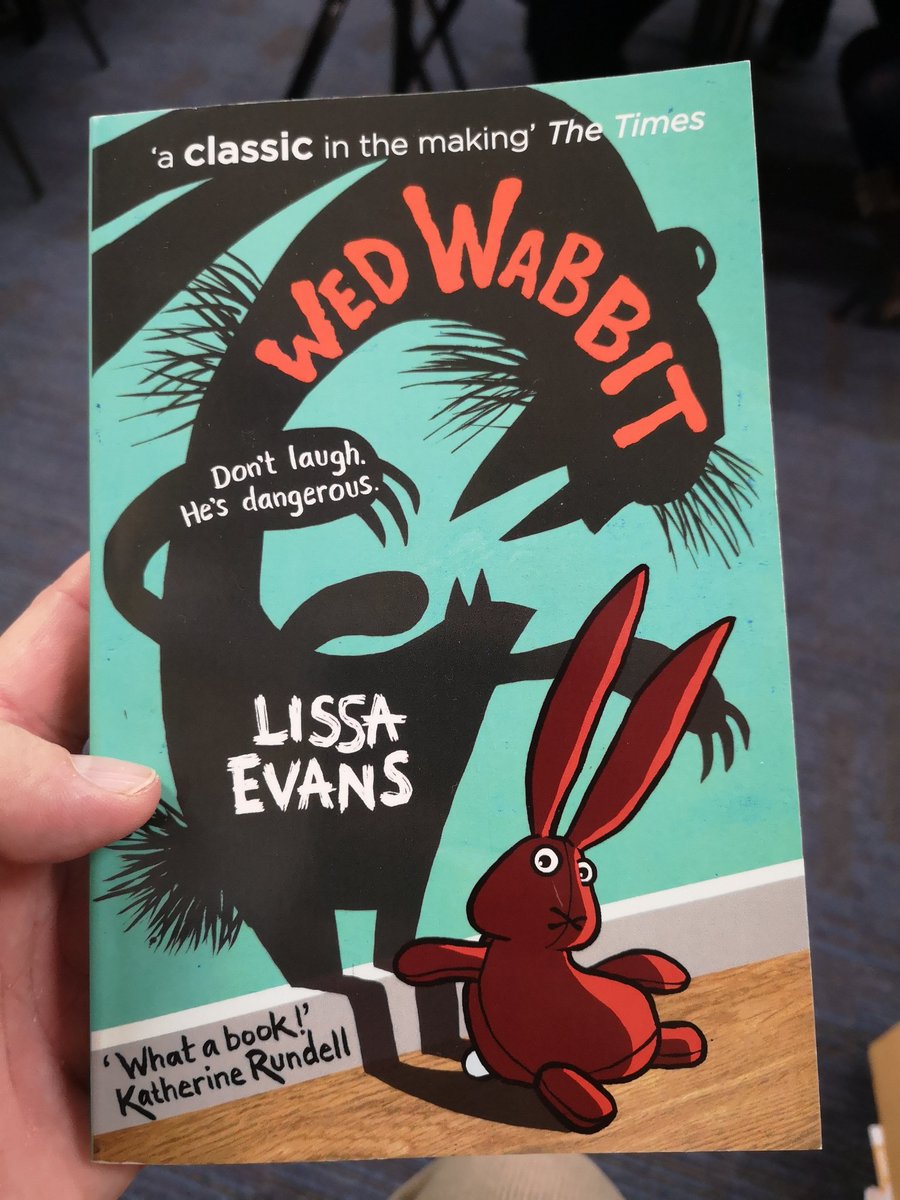 'a classic in the making' The Times
WED WABBIT
Don't laugh.
He's dangerous.
LISSA
EVANS
'What a book!'
Katherine Rundell